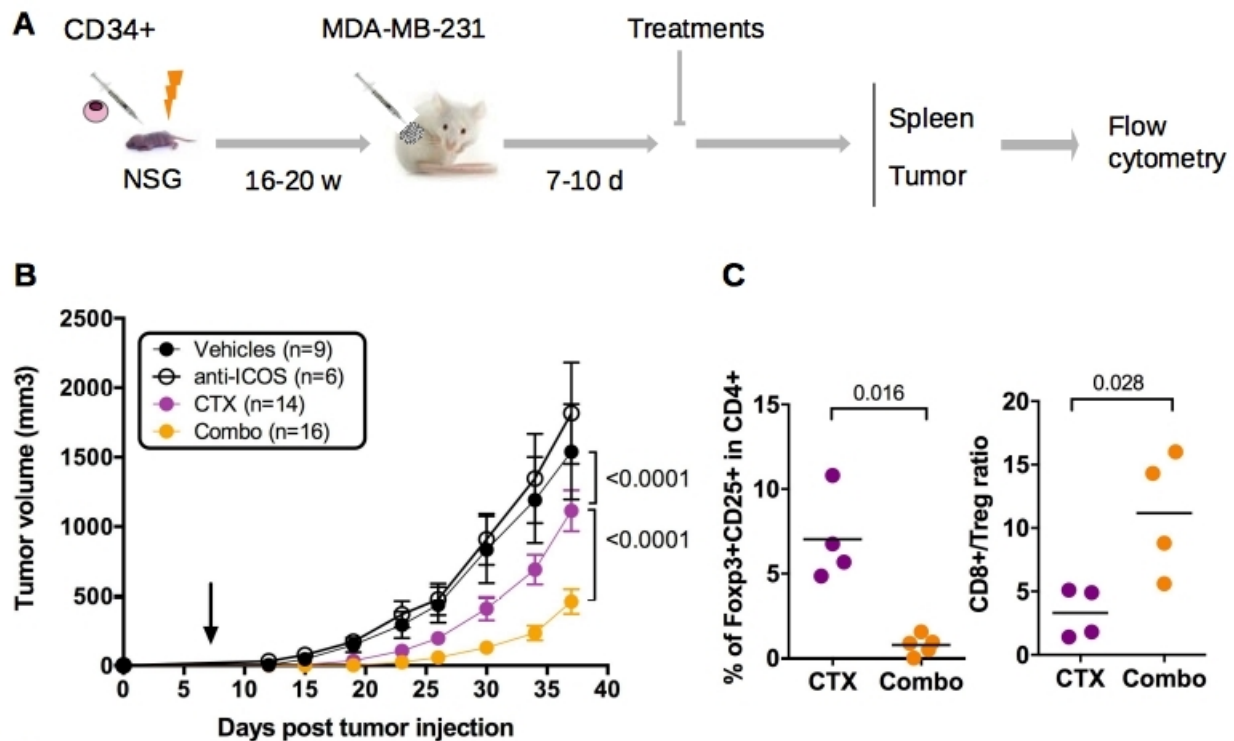 A
CD34+
MDA-MB-231
Treatments
NSG
16-20 w
7-10 d
Spleen
Tumor
Flow
cytometry
B
Tumor volume (mm3)
2500
2000
1500
1000
500
0
Vehicles (n=9)
anti-ICOS (n=6)
CTX (n=14)
Combo (n=16)
<0.0001
<0.0001
0 5 10 15 20 25 30 35 40
Days post tumor injection
C
% of Foxp3+CD25+ in CD4+
15
10
5
0
0.016
CTX Combo
CD8+/Treg ratio
20
15
10
5
0
0.028
CTX Combo